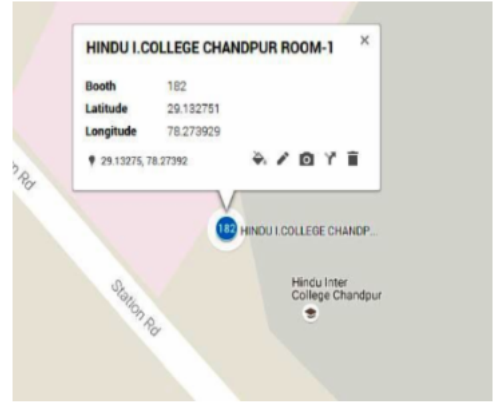 HINDU I.COLLEGE CHANDPUR ROOM-1
Booth 182
Latitude 29.132751
Longitude 78.273929
29.13275, 78.27392
Rd
182 HINDU I.COLLEGE CHANDP...
Hindu Inter
College Chandpur
Station Rd